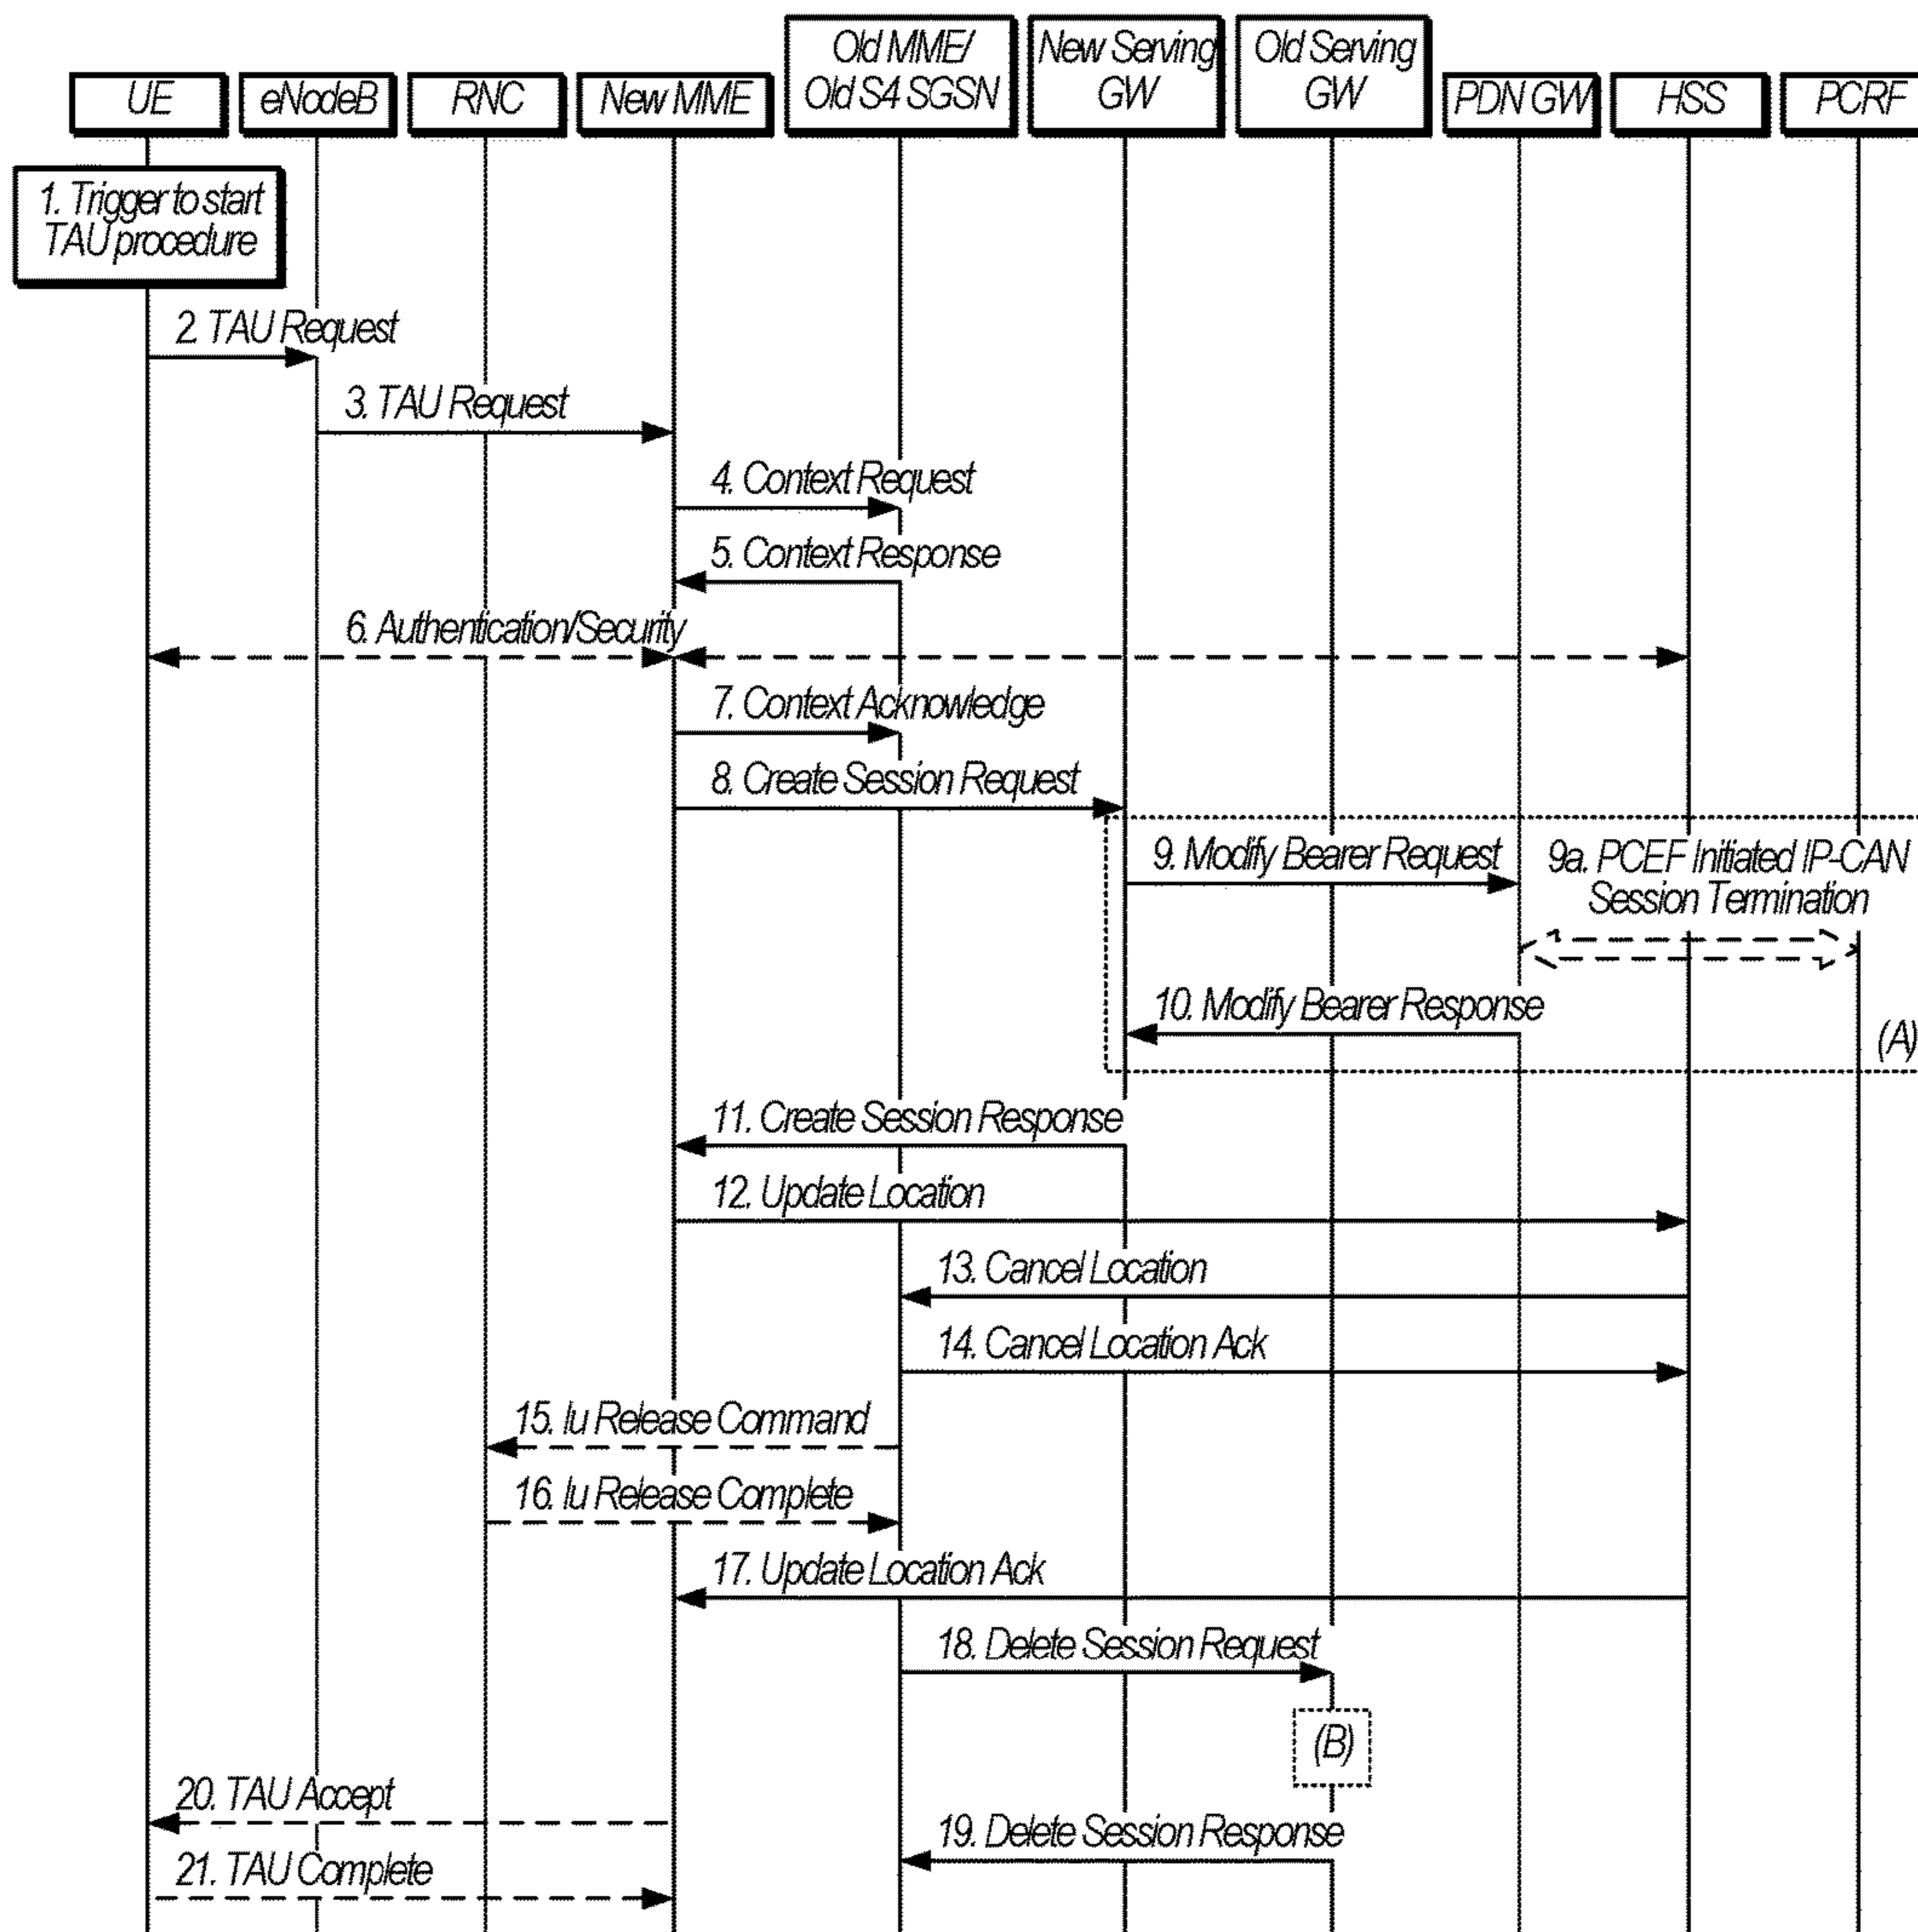 Old MME/
Old S4 SGSN
New Serving
GW
Old Serving
GW
UE
eNodeB
RNC
New MME
PDN GW
HSS
PCRF
1. Trigger to start
TAU procedure
2. TAU Request
3. TAU Request
4. Context Request
5. Context Response
6. Authentication/Security
7. Context Acknowledge
8. Create Session Request
9. Modify Bearer Request
9a. PCEF Initiated IP-CAN
Session Termination
10. Modify Bearer Response
(A)
11. Create Session Response
12. Update Location
13. Cancel Location
14. Cancel Location Ack
15. Iu Release Command
16. Iu Release Complete
17. Update Location Ack
18. Delete Session Request
(B)
20. TAU Accept
19. Delete Session Response
21. TAU Complete